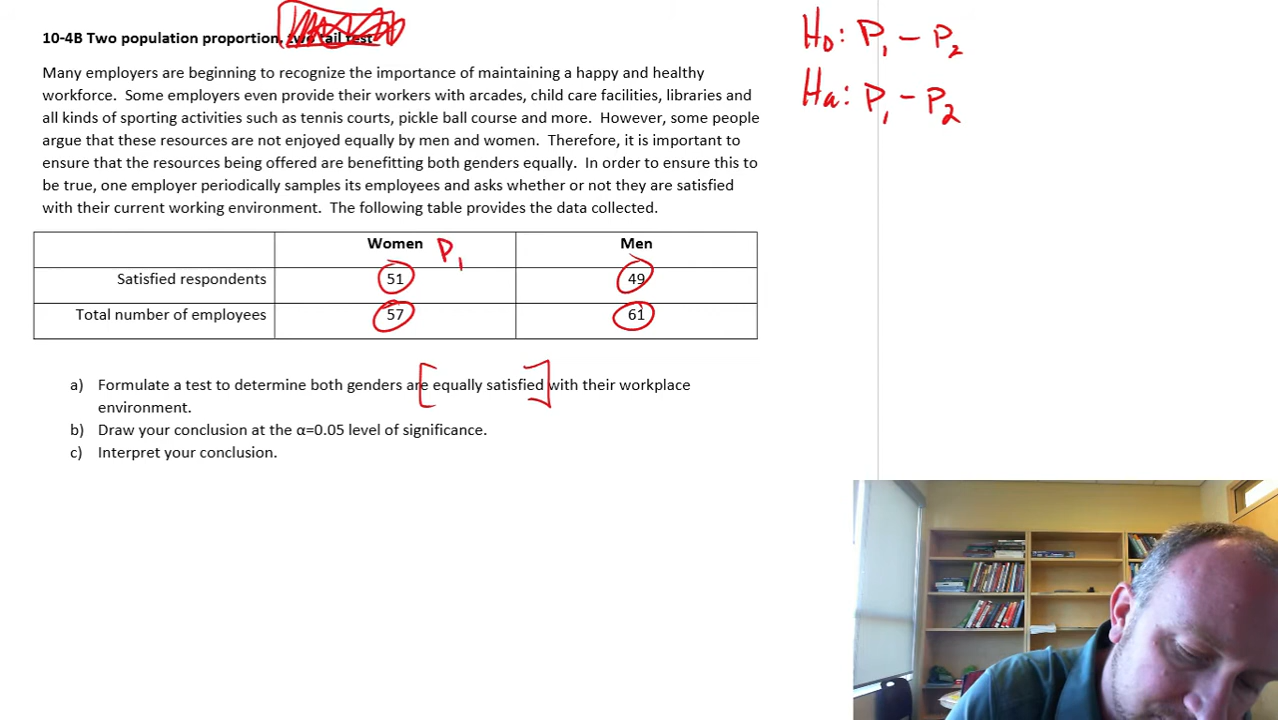 10-4B Two population proportion, two tail test
H0: P1 – P2
Ha: P1 – P2
Many employers are beginning to recognize the importance of maintaining a happy and healthy
workforce. Some employers even provide their workers with arcades, child care facilities, libraries and
all kinds of sporting activities such as tennis courts, pickle ball course and more. However, some people
argue that these resources are not enjoyed equally by men and women. Therefore, it is important to
ensure that the resources being offered are benefitting both genders equally. In order to ensure this to
be true, one employer periodically samples its employees and asks whether or not they are satisfied
with their current working environment. The following table provides the data collected.
Women P1 Men
Satisfied respondents 51 49
Total number of employees 57 61
a) Formulate a test to determine both genders are [equally satisfied] with their workplace
environment.
b) Draw your conclusion at the α=0.05 level of significance.
c) Interpret your conclusion.